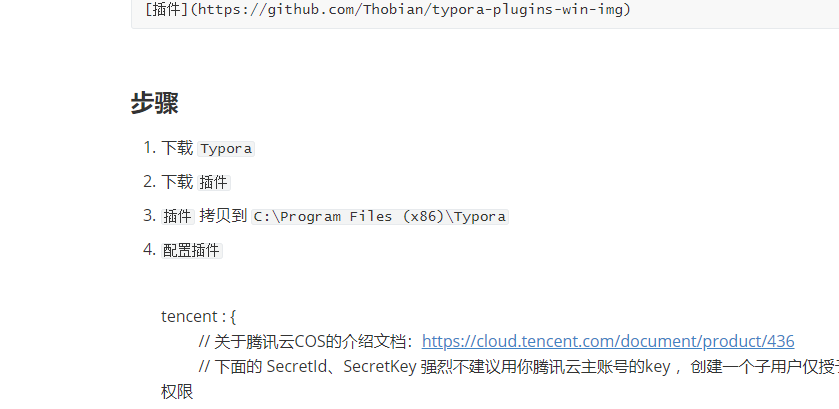 [插件](https://github.com/Thobian/typora-plugins-win-img)
步骤
1. 下载 Typora
2. 下载 插件
3. 插件 拷贝到 C:\Program Files (x86)\Typora
4. 配置插件
tencent : {
// 关于腾讯云COS的介绍文档：https://cloud.tencent.com/document/product/436
// 下面的 SecretId、SecretKey 强烈不建议用你腾讯云主账号的key ，创建一个子用户仅授予
权限